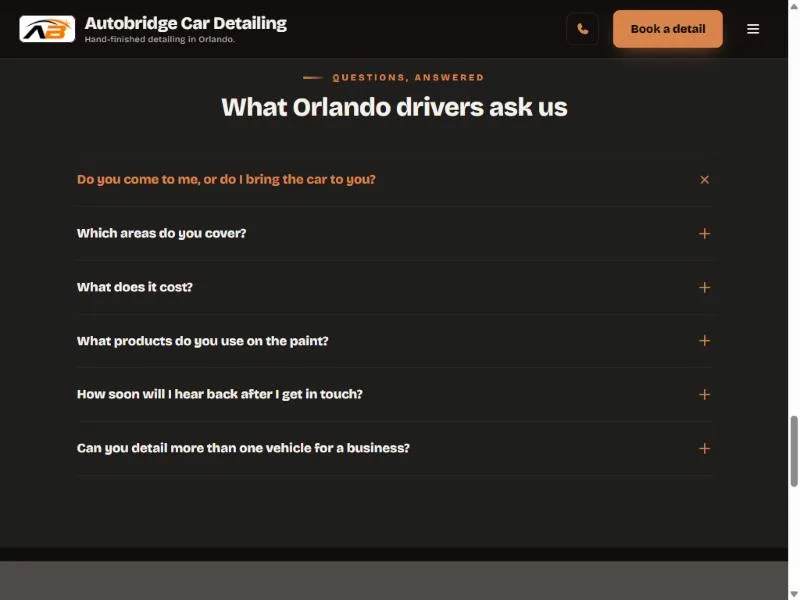 AB
Autobridge Car Detailing
Hand-finished detailing in Orlando.
Book a detail
QUESTIONS, ANSWERED
What Orlando drivers ask us
Do you come to me, or do I bring the car to you?
Which areas do you cover?
What does it cost?
What products do you use on the paint?
How soon will I hear back after I get in touch?
Can you detail more than one vehicle for a business?